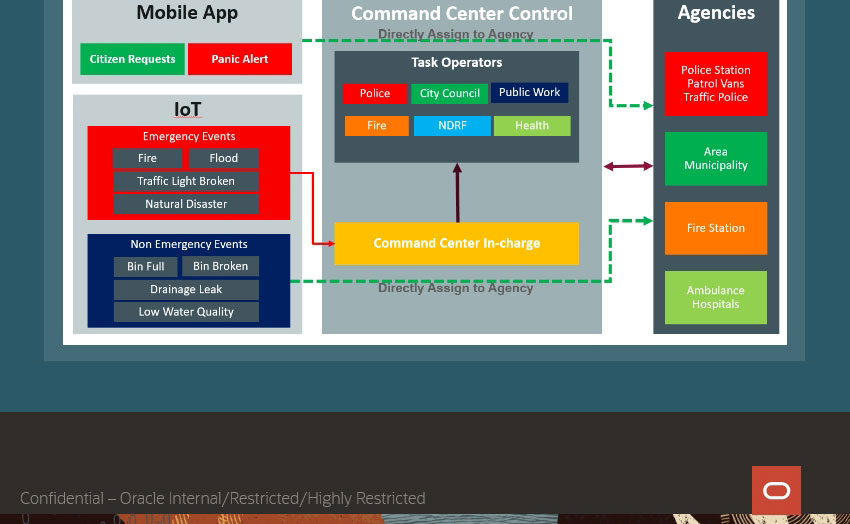 Mobile App
Citizen Requests
Panic Alert
IoT
Emergency Events
Fire
Flood
Traffic Light Broken
Natural Disaster
Non Emergency Events
Bin Full
Bin Broken
Drainage Leak
Low Water Quality
Command Center Control
Directly Assign to Agency
Task Operators
Police
City Council
Public Work
Fire
NDRF
Health
Command Center In-charge
Directly Assign to Agency
Agencies
Police Station
Patrol Vans
Traffic Police
Area
Municipality
Fire Station
Ambulance
Hospitals
Confidential – Oracle Internal/Restricted/Highly Restricted